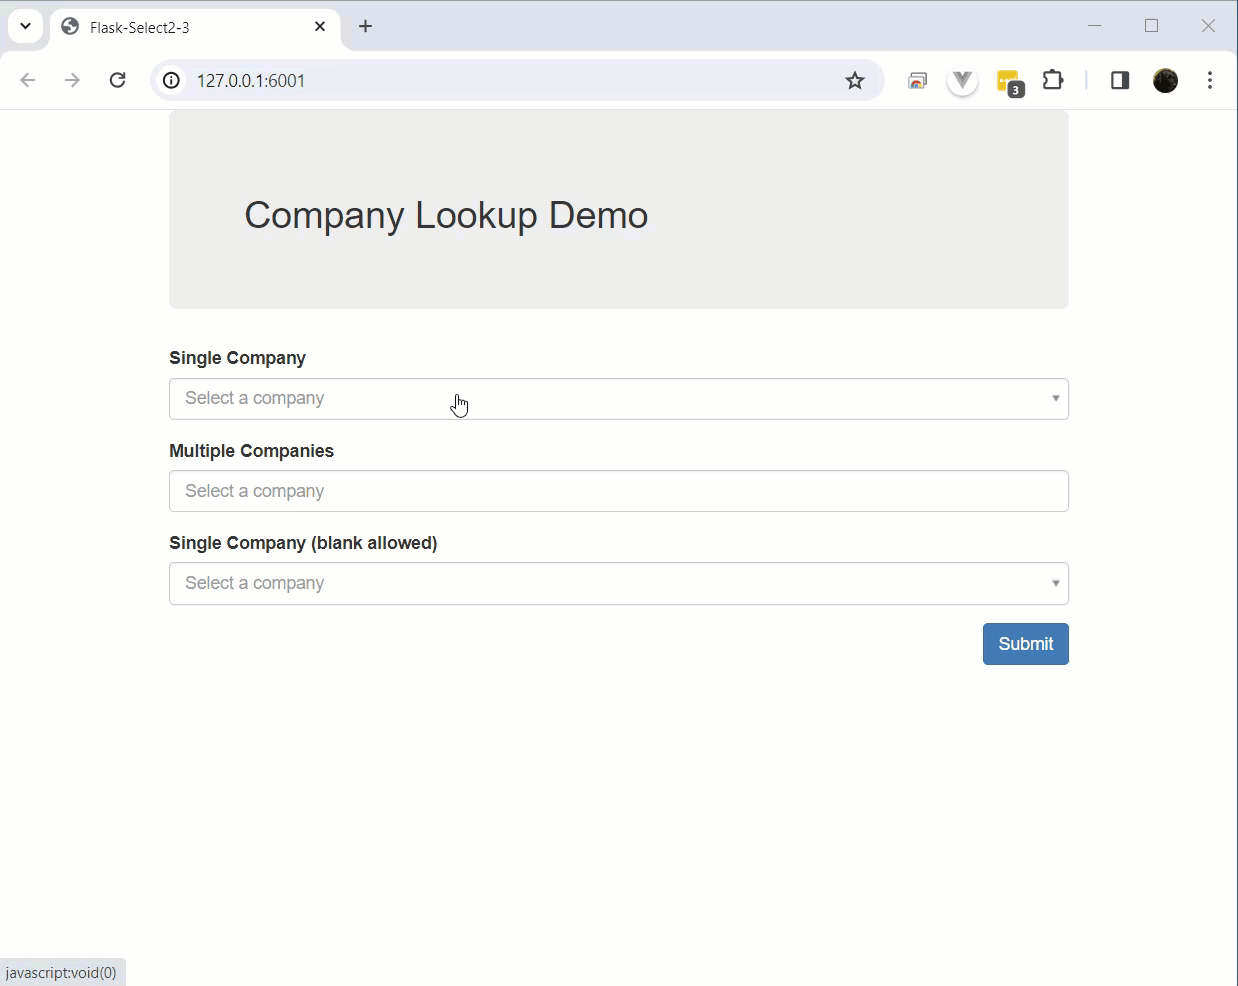 Flask-Select2-3
127.0.0.1:6001
3
Company Lookup Demo
Single Company
Select a company
Multiple Companies
Select a company
Single Company (blank allowed)
Select a company
Submit
javascript:void(0)